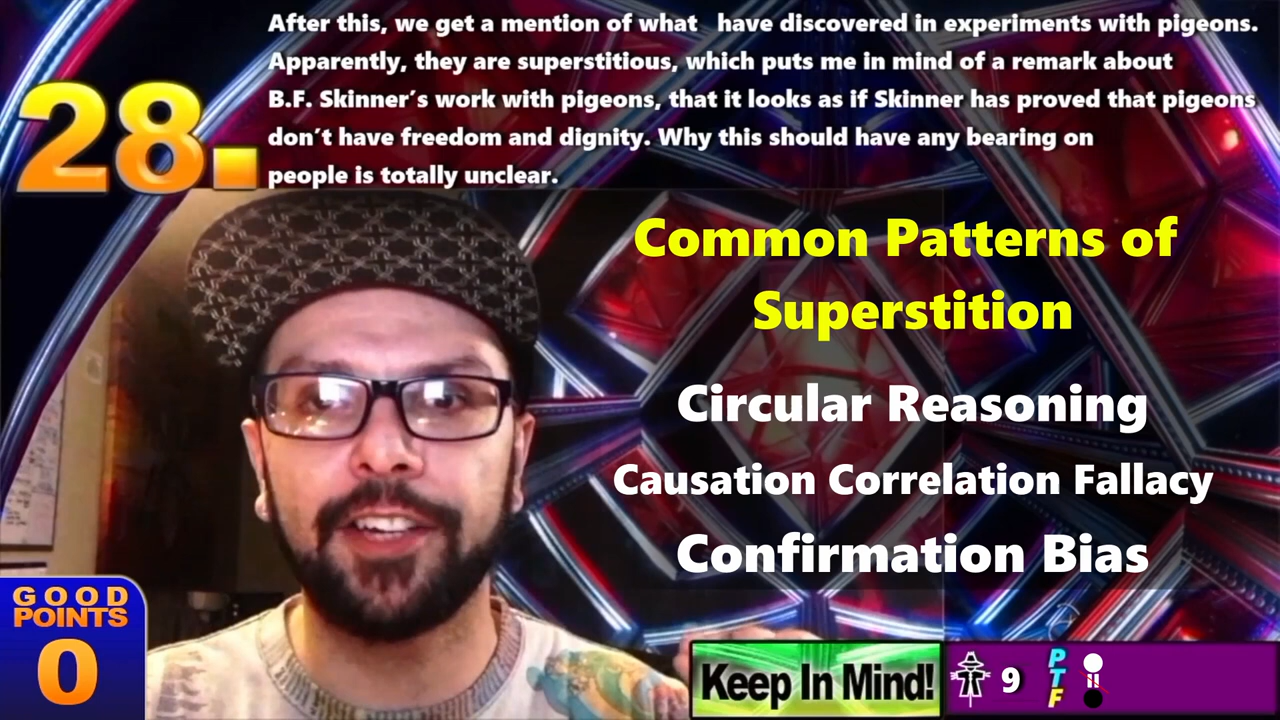 After this, we get a mention of what have discovered in experiments with pigeons.
Apparently, they are superstitious, which puts me in mind of a remark about
B.F. Skinner's work with pigeons, that it looks as if Skinner has proved that pigeons
don't have freedom and dignity. Why this should have any bearing on
people is totally unclear.
28.
Common Patterns of
Superstition
Circular Reasoning
Causation Correlation Fallacy
Confirmation Bias
GOOD
POINTS
0
Keep In Mind!
9
PTF